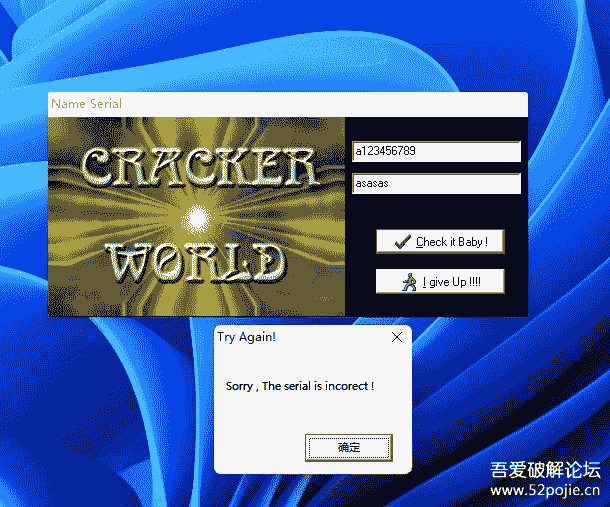 Name Serial
CRACKER
WORLD
a123456789
asasas
Check it Baby !
I give Up !!!!
Try Again!
Sorry , The serial is incorect !
确定
吾爱破解论坛
www.52pojie.cn